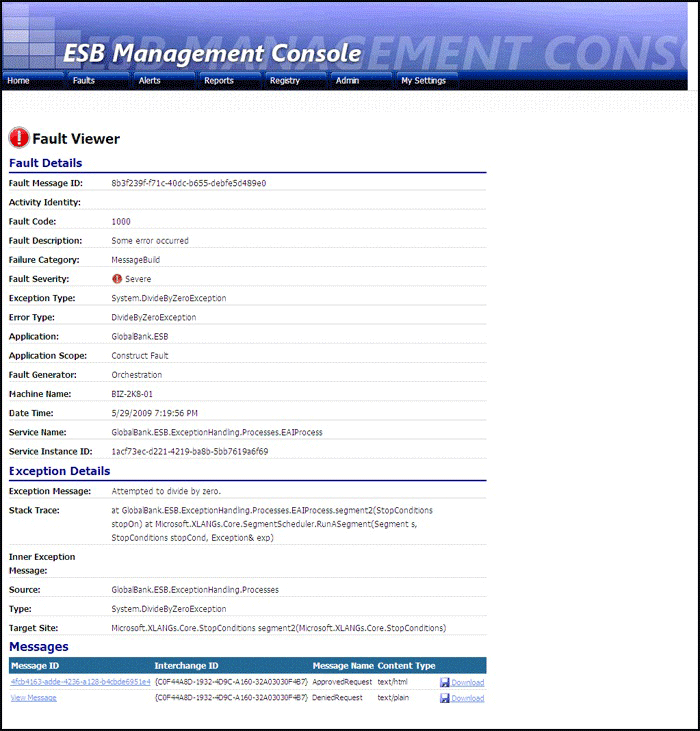 ESB MANAGEMENT CONSO
ESB Management Console
Home Faults Alerts Reports Registry Admin My Settings
Fault Viewer
Fault Details
Fault Message ID: 8b3f239f-f71c-40dc-b655-debfe5d489e0
Activity Identity:
Fault Code: 1000
Fault Description: Some error occurred
Failure Category: MessageBuild
Fault Severity: Severe
Exception Type: System.DivideByZeroException
Error Type: DivideByZeroException
Application: GlobalBank.ESB
Application Scope: Construct Fault
Fault Generator: Orchestration
Machine Name: BIZ-2K8-01
Date Time: 5/29/2009 7:19:56 PM
Service Name: GlobalBank.ESB.ExceptionHandling.Processes.EAIProcess
Service Instance ID: 1acf73ec-d221-4219-ba8b-5bb7619a6f69
Exception Details
Exception Message: Attempted to divide by zero.
Stack Trace: at GlobalBank.ESB.ExceptionHandling.Processes.EAIProcess.segment2(StopConditions
stopOn) at Microsoft.XLANGs.Core.SegmentScheduler.RunASegment(Segment s,
StopConditions stopCond, Exception& exp)
Inner Exception
Message:
Source: GlobalBank.ESB.ExceptionHandling.Processes
Type: System.DivideByZeroException
Target Site: Microsoft.XLANGs.Core.StopConditions segment2(Microsoft.XLANGs.Core.StopConditions)
Messages
Message ID Interchange ID Message Name Content Type
4fcb4163-adde-4236-a128-b4cbde6951e4 {C0F44A8D-1932-4D9C-A160-32A03030F4B7} ApprovedRequest text/html Download
View Message {C0F44A8D-1932-4D9C-A160-32A03030F4B7} DeniedRequest text/plain Download